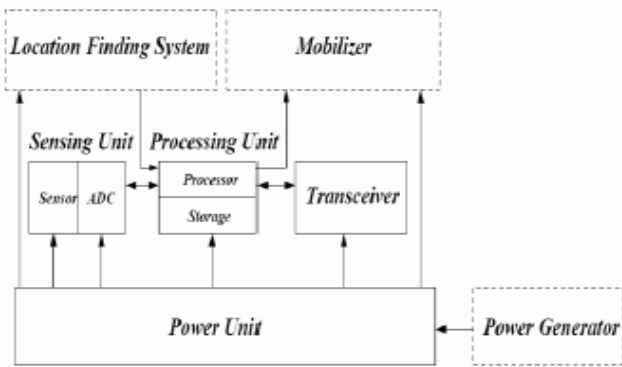 Location Finding System
Mobilizer
Sensing Unit
Processing Unit
Sensor
ADC
Processor
Storage
Transceiver
Power Unit
Power Generator